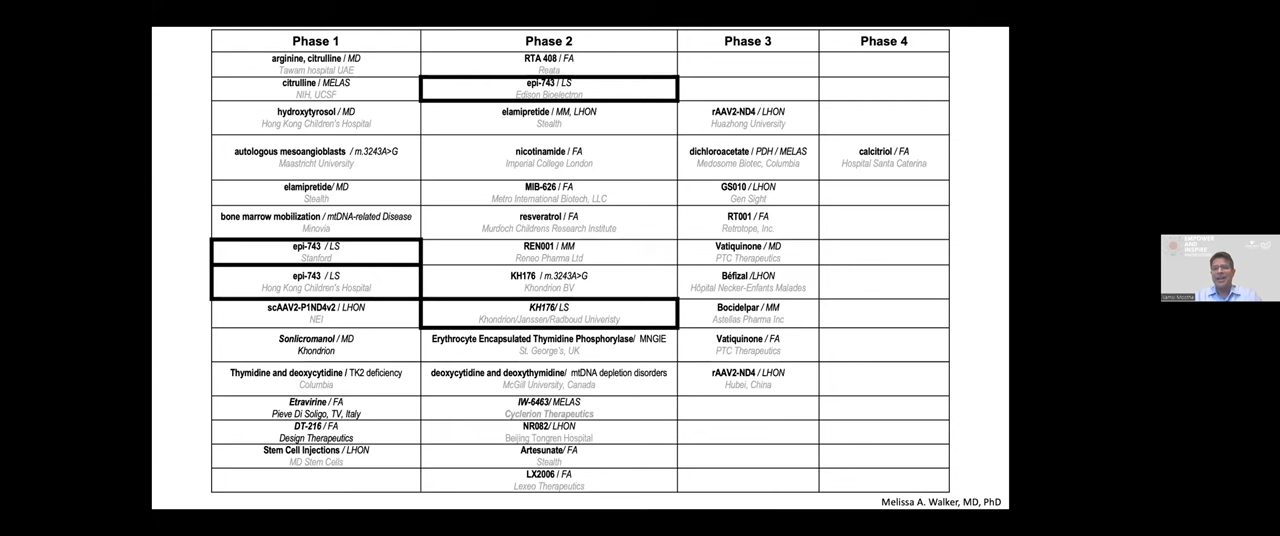 Phase 1 Phase 2 Phase 3 Phase 4
arginine, citrulline / MD RTA 408 / FA
Tawam hospital UAE Reata
citrulline / MELAS epi-743 / LS
NIH, UCSF Edison Bioelectron
hydroxytyrosol / MD elamipretide / MM, LHON rAAV2-ND4 / LHON
Hong Kong Children's Hospital Stealth Huazhong University
autologous mesoangioblasts / m.3243A>G nicotinamide / FA dichloroacetate / PDH / MELAS calcitriol / FA
Maastricht University Imperial College London Medosome Biotec, Columbia Hospital Santa Caterina
elamipretide/ MD MIB-626 / FA GS010 / LHON
Stealth Metro International Biotech, LLC Gen Sight
bone marrow mobilization / mtDNA-related Disease resveratrol / FA RT001 / FA
Minovia Murdoch Childrens Research Institute Retrotope, Inc.
epi-743 / LS REN001 / MM Vatiquinone / MD
Stanford Reneo Pharma Ltd PTC Therapeutics
epi-743 / LS KH176 / m.3243A>G Béfizal /LHON
Hong Kong Children's Hospital Khondrion BV Hôpital Necker-Enfants Malades
scAAV2-P1ND4v2 / LHON KH176/ LS Bocidelpar / MM
NEI Khondrion/Janssen/Radboud Univeristy Astellas Pharma Inc
Sonlicromanol / MD Erythrocyte Encapsulated Thymidine Phosphorylase/ MNGIE Vatiquinone / FA
Khondrion St. George's, UK PTC Therapeutics
Thymidine and deoxycytidine / TK2 deficiency deoxycytidine and deoxythymidine/ mtDNA depletion disorders rAAV2-ND4 / LHON
Columbia McGill University, Canada Hubei, China
Etravirine / FA IW-6463/ MELAS
Pieve Di Soligo, TV, Italy Cyclerion Therapeutics
DT-216 / FA NR082/ LHON
Design Therapeutics Beijing Tongren Hospital
Stem Cell Injections / LHON Artesunate/ FA
MD Stem Cells Stealth
LX2006 / FA
Lexeo Therapeutics
Melissa A. Walker, MD, PhD
EMPOWER
AND
INSPIRE